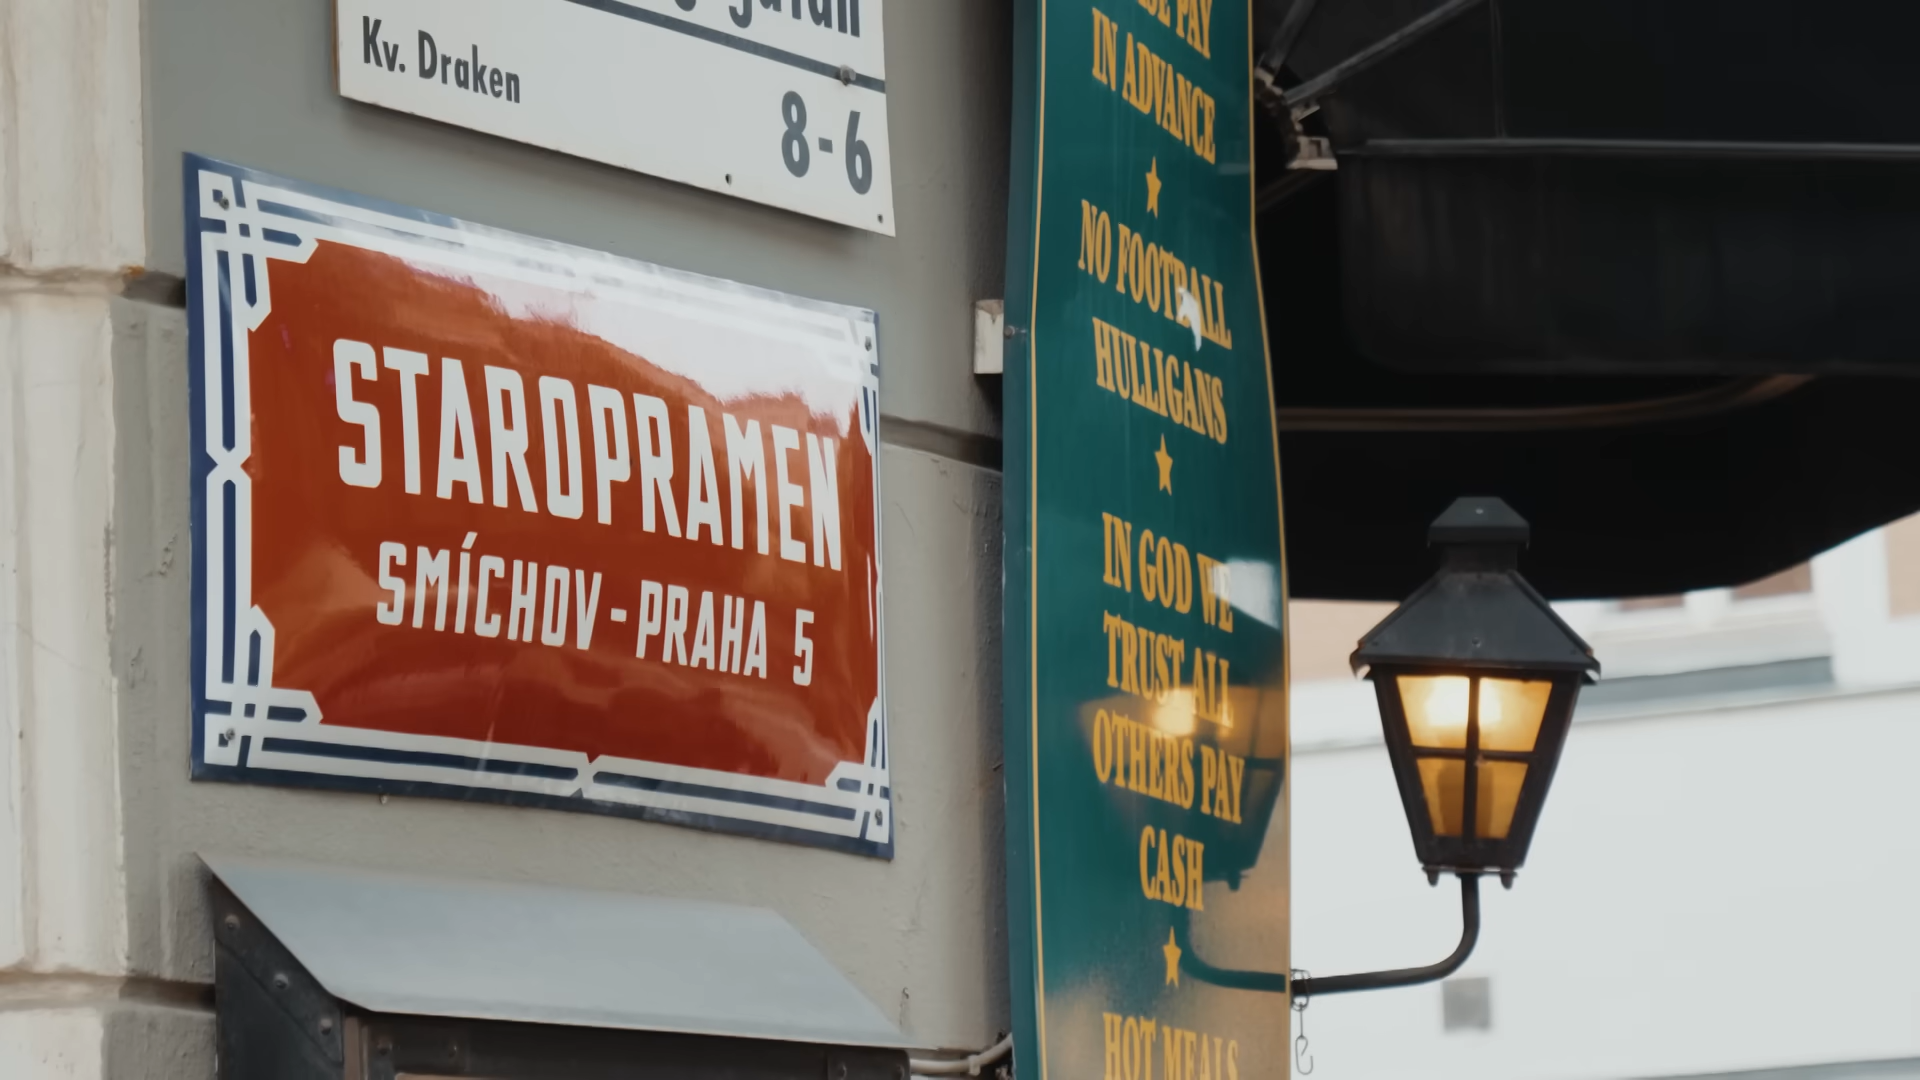 Kv. Draken
8-6
STAROPRAMEN
SMÍCHOV-PRAHA 5
PAY
IN ADVANCE
NO FOOTBALL
HULLIGANS
IN GOD WE
TRUST ALL
OTHERS PAY
CASH
HOT MEALS